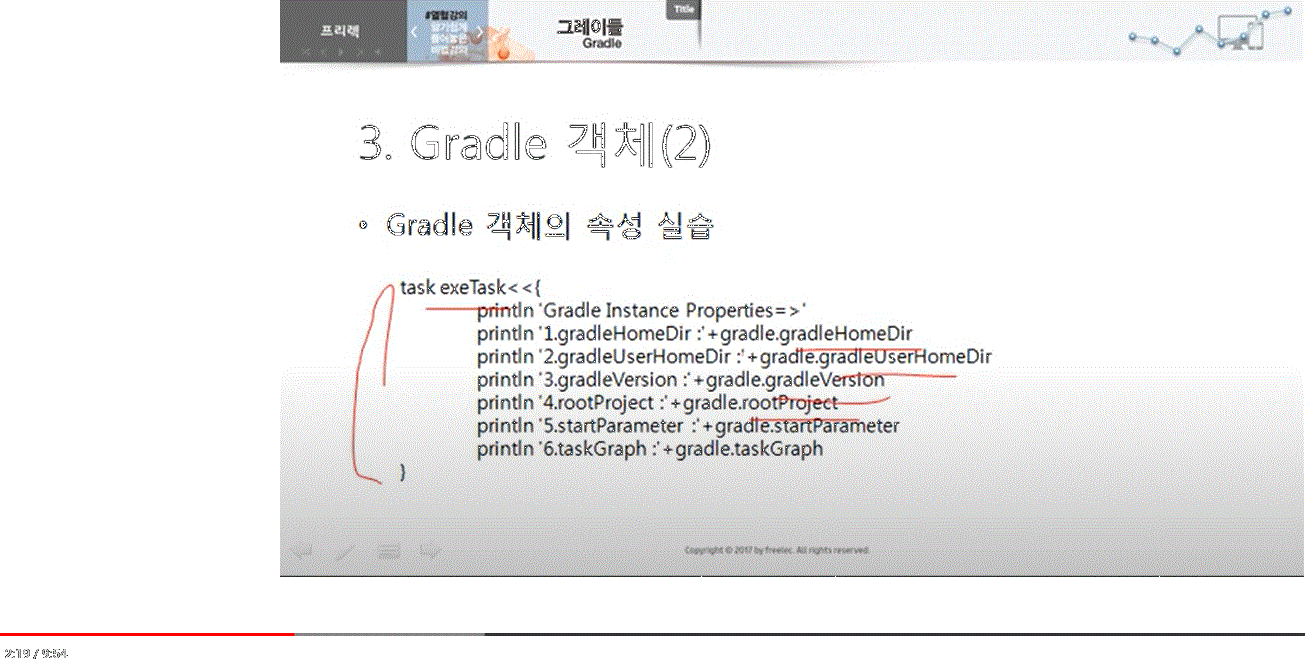 프리렉
#열림강의
그레이들
Gradle
Title
3. Gradle 객체(2)
• Gradle 객체의 속성 실습
task exeTask<<{
println 'Gradle Instance Properties=>'
println '1.gradleHomeDir :'+gradle.gradleHomeDir
println '2.gradleUserHomeDir :'+gradle.gradleUserHomeDir
println '3.gradleVersion :'+gradle.gradleVersion
println '4.rootProject :'+gradle.rootProject
println '5.startParameter :'+gradle.startParameter
println '6.taskGraph :'+gradle.taskGraph
}
Copyright © 2017 by freelec. All rights reserved.
2:19 / 9:54